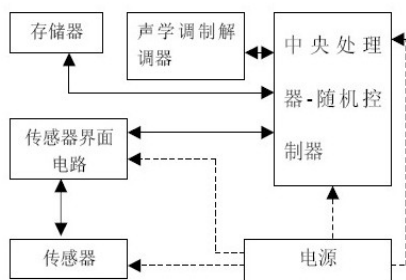 存储器
声学调制解
调器
中央处理
器-随机控
制器
传感器界面
电路
传感器
电源